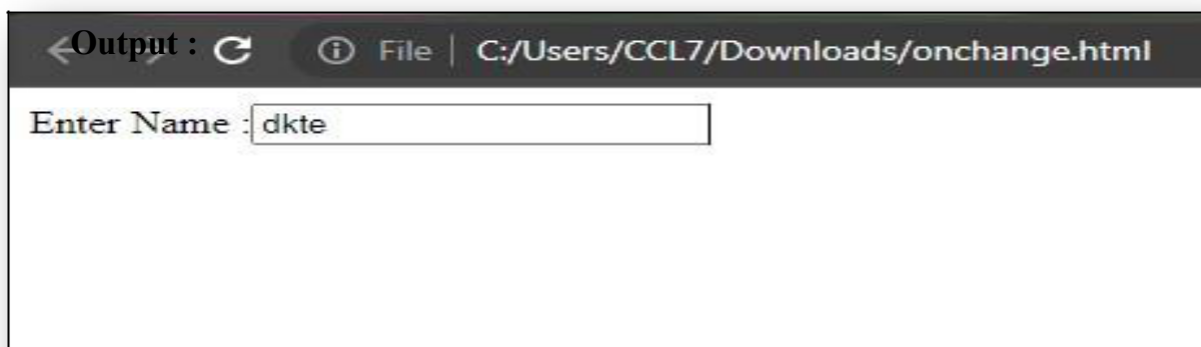 Output :
File | C:/Users/CCL7/Downloads/onchange.html
Enter Name : dkte